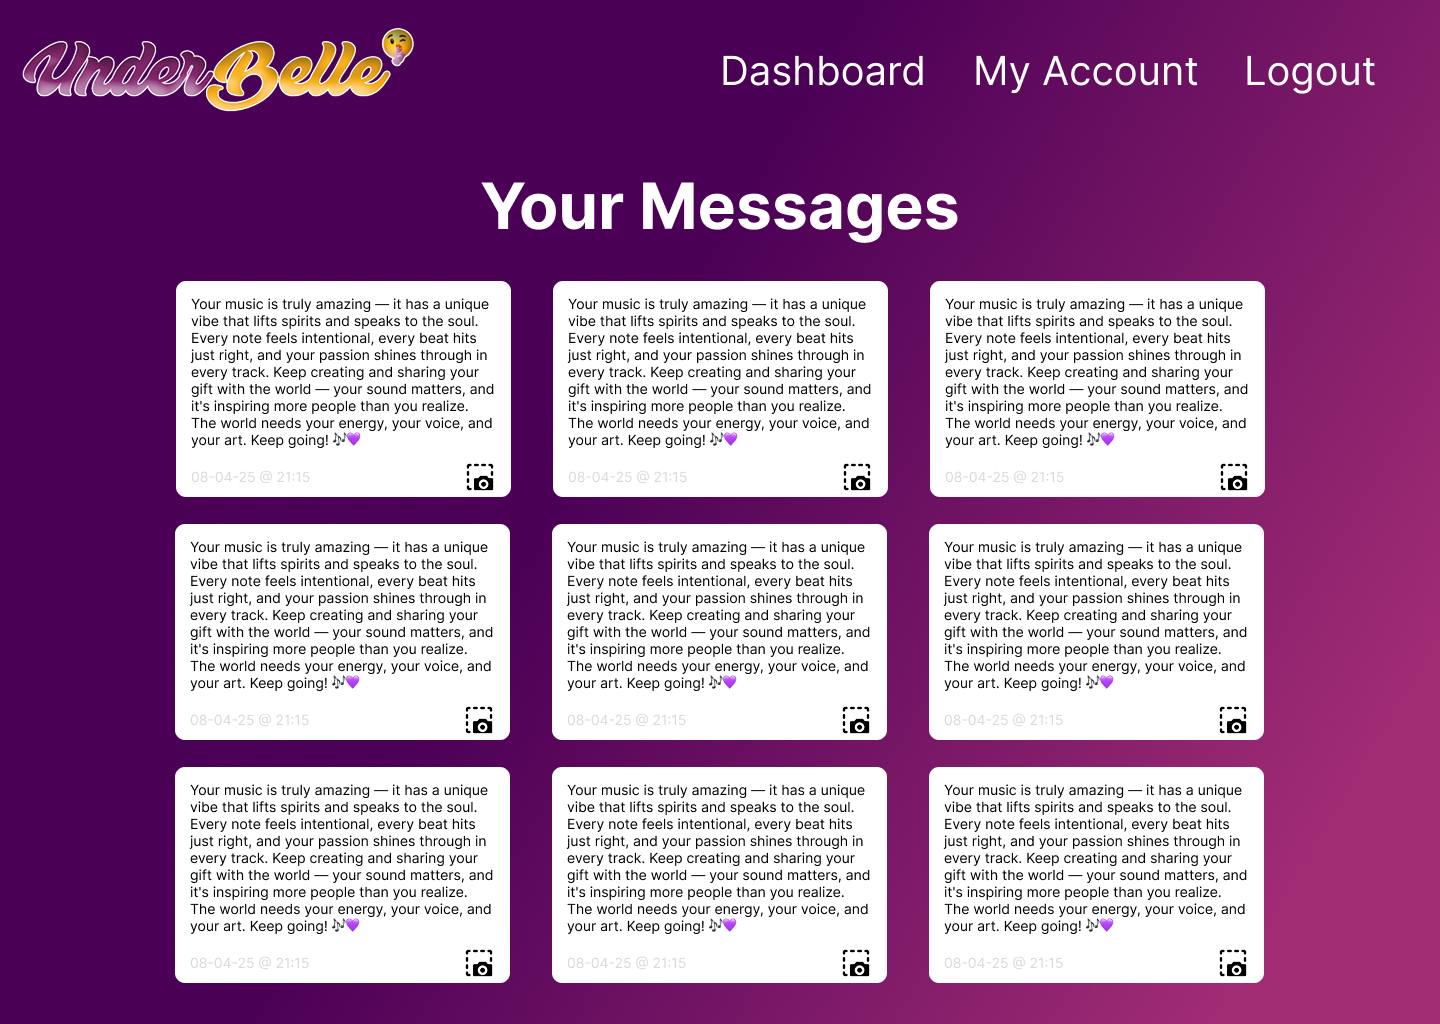 UnderBelle
Dashboard My Account Logout
Your Messages
Your music is truly amazing — it has a unique
vibe that lifts spirits and speaks to the soul.
Every note feels intentional, every beat hits
just right, and your passion shines through in
every track. Keep creating and sharing your
gift with the world — your sound matters, and
it's inspiring more people than you realize.
The world needs your energy, your voice, and
your art. Keep going! 🎶💜
08-04-25 @ 21:15
Your music is truly amazing — it has a unique
vibe that lifts spirits and speaks to the soul.
Every note feels intentional, every beat hits
just right, and your passion shines through in
every track. Keep creating and sharing your
gift with the world — your sound matters, and
it's inspiring more people than you realize.
The world needs your energy, your voice, and
your art. Keep going! 🎶💜
08-04-25 @ 21:15
Your music is truly amazing — it has a unique
vibe that lifts spirits and speaks to the soul.
Every note feels intentional, every beat hits
just right, and your passion shines through in
every track. Keep creating and sharing your
gift with the world — your sound matters, and
it's inspiring more people than you realize.
The world needs your energy, your voice, and
your art. Keep going! 🎶💜
08-04-25 @ 21:15
Your music is truly amazing — it has a unique
vibe that lifts spirits and speaks to the soul.
Every note feels intentional, every beat hits
just right, and your passion shines through in
every track. Keep creating and sharing your
gift with the world — your sound matters, and
it's inspiring more people than you realize.
The world needs your energy, your voice, and
your art. Keep going! 🎶💜
08-04-25 @ 21:15
Your music is truly amazing — it has a unique
vibe that lifts spirits and speaks to the soul.
Every note feels intentional, every beat hits
just right, and your passion shines through in
every track. Keep creating and sharing your
gift with the world — your sound matters, and
it's inspiring more people than you realize.
The world needs your energy, your voice, and
your art. Keep going! 🎶💜
08-04-25 @ 21:15
Your music is truly amazing — it has a unique
vibe that lifts spirits and speaks to the soul.
Every note feels intentional, every beat hits
just right, and your passion shines through in
every track. Keep creating and sharing your
gift with the world — your sound matters, and
it's inspiring more people than you realize.
The world needs your energy, your voice, and
your art. Keep going! 🎶💜
08-04-25 @ 21:15
Your music is truly amazing — it has a unique
vibe that lifts spirits and speaks to the soul.
Every note feels intentional, every beat hits
just right, and your passion shines through in
every track. Keep creating and sharing your
gift with the world — your sound matters, and
it's inspiring more people than you realize.
The world needs your energy, your voice, and
your art. Keep going! 🎶💜
08-04-25 @ 21:15
Your music is truly amazing — it has a unique
vibe that lifts spirits and speaks to the soul.
Every note feels intentional, every beat hits
just right, and your passion shines through in
every track. Keep creating and sharing your
gift with the world — your sound matters, and
it's inspiring more people than you realize.
The world needs your energy, your voice, and
your art. Keep going! 🎶💜
08-04-25 @ 21:15
Your music is truly amazing — it has a unique
vibe that lifts spirits and speaks to the soul.
Every note feels intentional, every beat hits
just right, and your passion shines through in
every track. Keep creating and sharing your
gift with the world — your sound matters, and
it's inspiring more people than you realize.
The world needs your energy, your voice, and
your art. Keep going! 🎶💜
08-04-25 @ 21:15